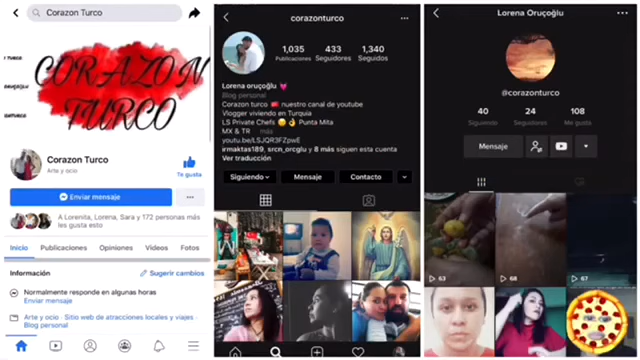 Corazon Turco
CORAZON
TURCO
Corazon Turco
Arte y ocio
Te gusta
Enviar mensaje
A Lorenita, Lorena, Sara y 172 personas más
les gusta esto
Inicio
Publicaciones
Opiniones
Videos
Fotos
Información
Sugerir cambios
Normalmente responde en algunas horas
Enviar mensaje
Arte y ocio · Sitio web de atracciones locales y viajes ·
Blog personal
corazonturco
1,035
433
1,340
Publicaciones
Seguidores
Seguidos
Lorena oruçoğlu
Blog personal
Corazon turco 🇹🇷 nuestro canal de youtube
Vlogger viviendo en Turquia
LS Private Chefs Punta Mita
MX & TR
más
youtu.be/LSJQR3FZpwE
irmaktas189, srcn_orcglu y 8 más siguen esta cuenta
Ver traducción
Siguiendo
Mensaje
Contacto
Lorena Oruçoğlu
@corazonturco
40
24
108
Siguiendo
Seguidores
Me gusta
Mensaje
63
68
67